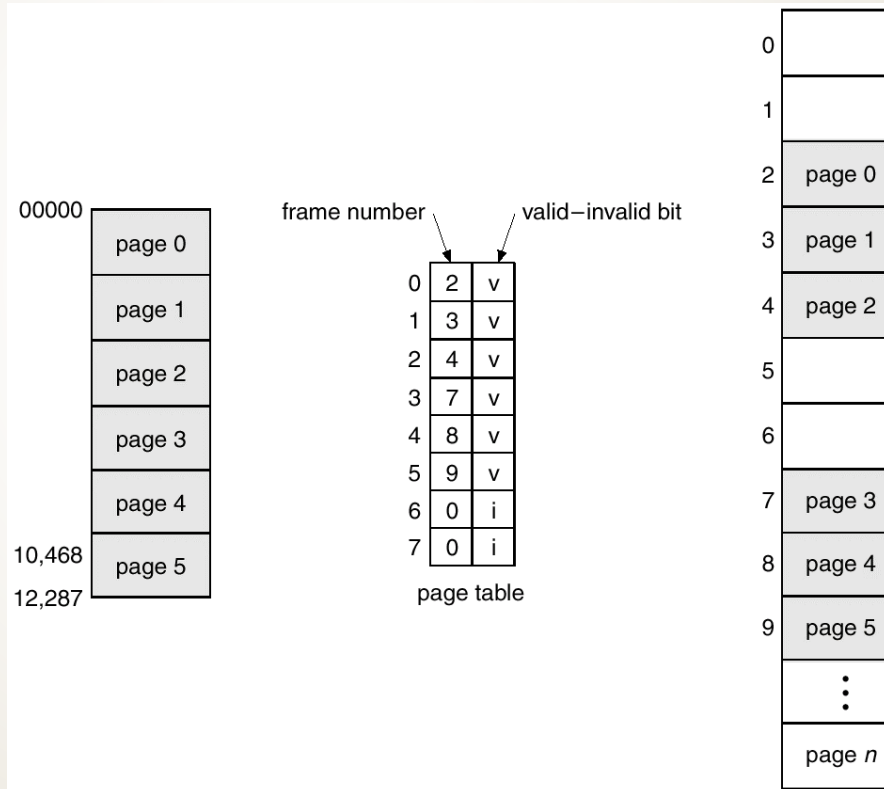 00000
page 0
page 1
page 2
page 3
page 4
10,468
page 5
12,287
frame number
valid–invalid bit
0 2 v
1 3 v
2 4 v
3 7 v
4 8 v
5 9 v
6 0 i
7 0 i
page table
0
1
2 page 0
3 page 1
4 page 2
5
6
7 page 3
8 page 4
9 page 5
⋮
page n